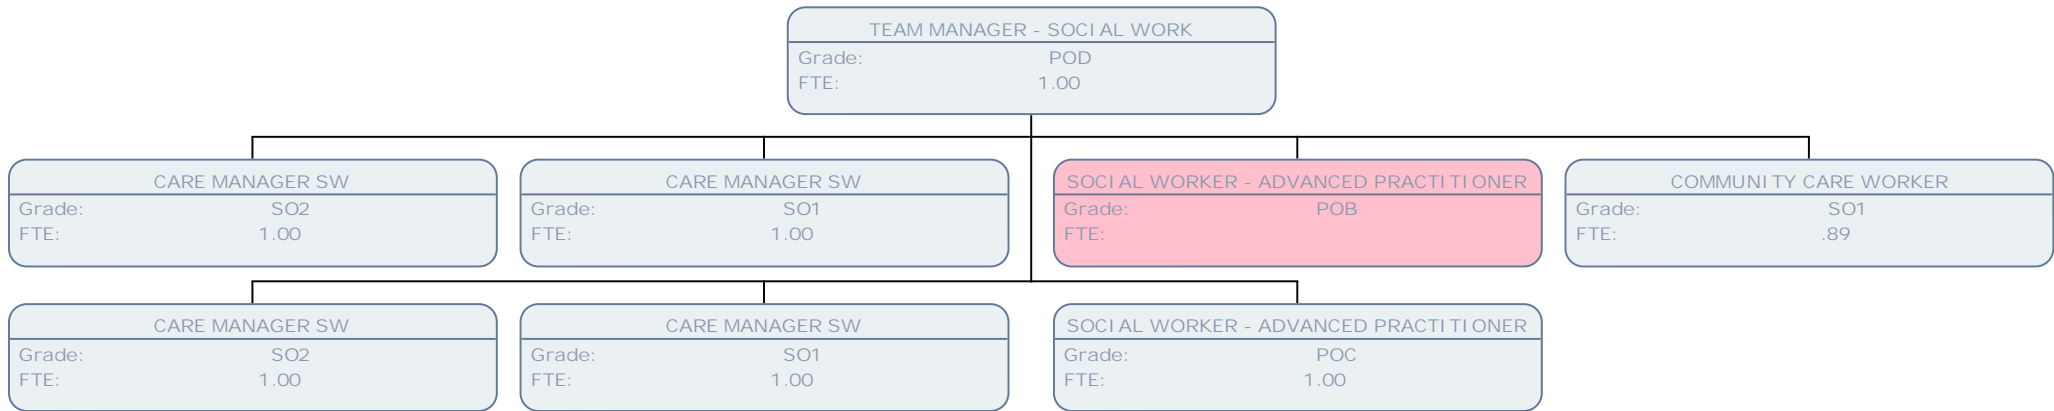 TEAM MANAGER - SOCIAL WORK
Grade: POD
FTE: 1.00
CARE MANAGER SW
Grade: SO2
FTE: 1.00
CARE MANAGER SW
Grade: SO1
FTE: 1.00
SOCIAL WORKER - ADVANCED PRACTITIONER
Grade: POB
FTE:
COMMUNITY CARE WORKER
Grade: SO1
FTE: .89
CARE MANAGER SW
Grade: SO2
FTE: 1.00
CARE MANAGER SW
Grade: SO1
FTE: 1.00
SOCIAL WORKER - ADVANCED PRACTITIONER
Grade: POC
FTE: 1.00